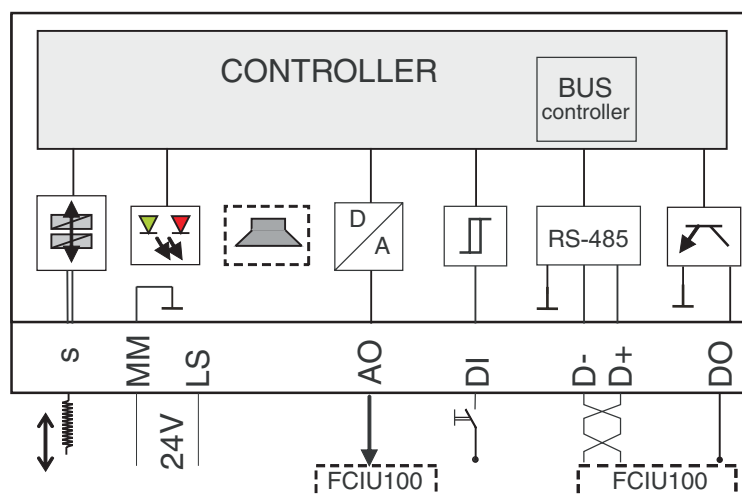 CONTROLLER
BUS
controller
D
A
RS-485
s
MM
LS
AO
DI
D-
D+
DO
24V
FCIU100
FCIU100